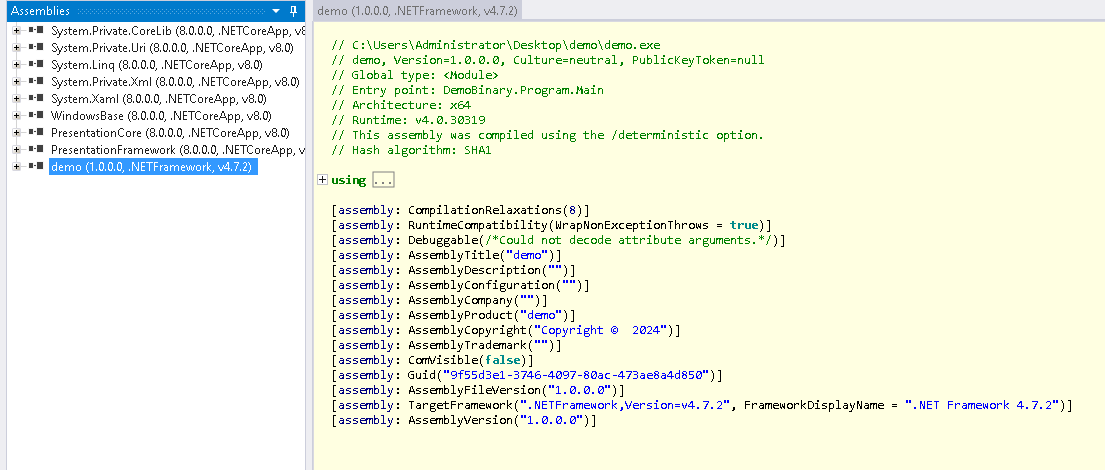 Assemblies
System.Private.CoreLib (8.0.0.0, .NETCoreApp, v8
System.Private.Uri (8.0.0.0, .NETCoreApp, v8.0)
System.Linq (8.0.0.0, .NETCoreApp, v8.0)
System.Private.Xml (8.0.0.0, .NETCoreApp, v8.0)
System.Xaml (8.0.0.0, .NETCoreApp, v8.0)
WindowsBase (8.0.0.0, .NETCoreApp, v8.0)
PresentationCore (8.0.0.0, .NETCoreApp, v8.0)
PresentationFramework (8.0.0.0, .NETCoreApp, v
demo (1.0.0.0, .NETFramework, v4.7.2)
demo (1.0.0.0, .NETFramework, v4.7.2)
// C:\Users\Administrator\Desktop\demo\demo.exe
// demo, Version=1.0.0.0, Culture=neutral, PublicKeyToken=null
// Global type: <Module>
// Entry point: DemoBinary.Program.Main
// Architecture: x64
// Runtime: v4.0.30319
// This assembly was compiled using the /deterministic option.
// Hash algorithm: SHA1
using ...
[assembly: CompilationRelaxations(8)]
[assembly: RuntimeCompatibility(WrapNonExceptionThrows = true)]
[assembly: Debuggable(/*Could not decode attribute arguments.*/)]
[assembly: AssemblyTitle("demo")]
[assembly: AssemblyDescription("")]
[assembly: AssemblyConfiguration("")]
[assembly: AssemblyCompany("")]
[assembly: AssemblyProduct("demo")]
[assembly: AssemblyCopyright("Copyright ©  2024")]
[assembly: AssemblyTrademark("")]
[assembly: ComVisible(false)]
[assembly: Guid("9f55d3e1-3746-4097-80ac-473ae8a4d850")]
[assembly: AssemblyFileVersion("1.0.0.0")]
[assembly: TargetFramework(".NETFramework,Version=v4.7.2", FrameworkDisplayName = ".NET Framework 4.7.2")]
[assembly: AssemblyVersion("1.0.0.0")]